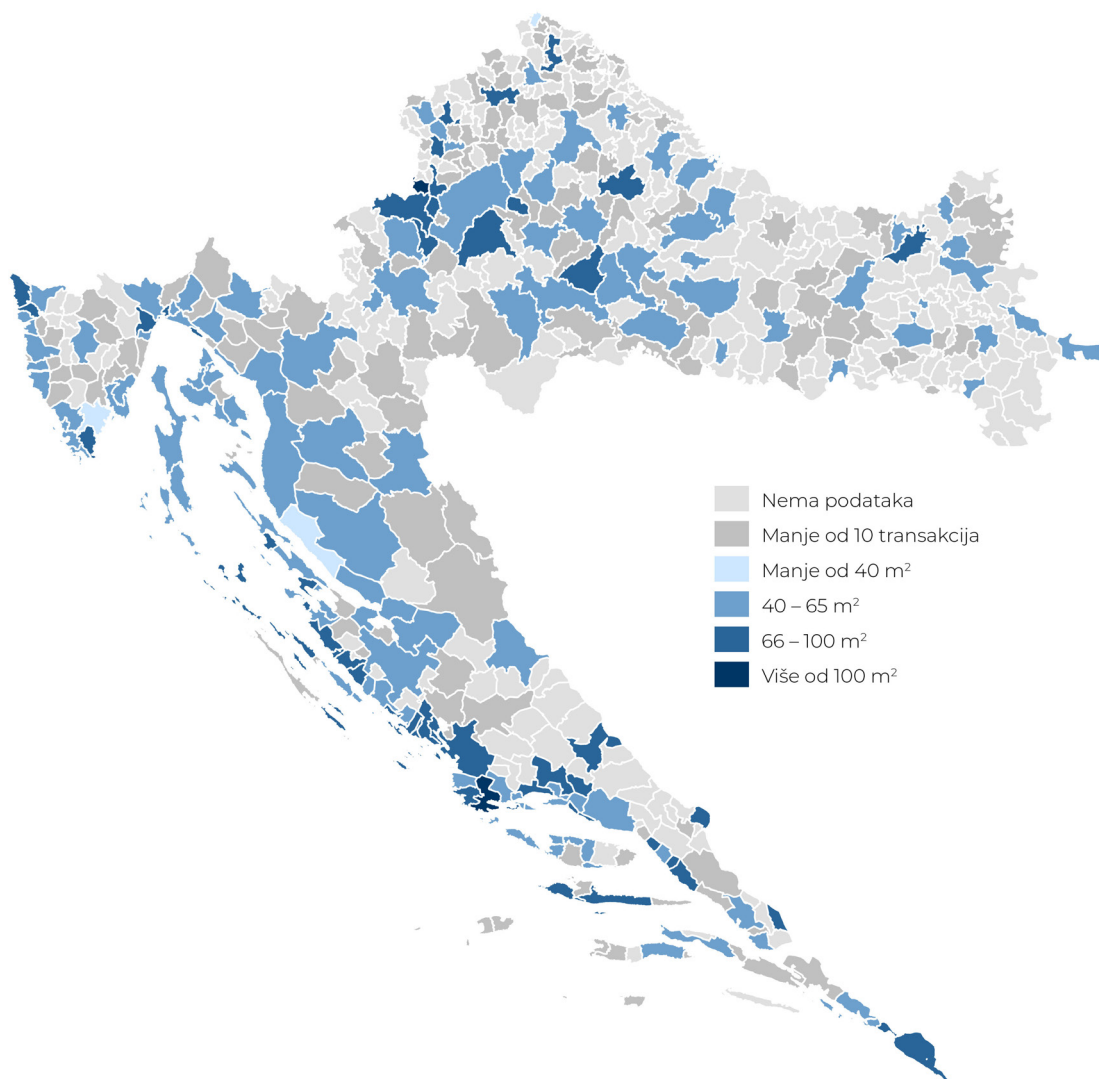 Nema podataka
Manje od 10 transakcija
Manje od 40 m²
40 – 65 m²
66 – 100 m²
Više od 100 m²